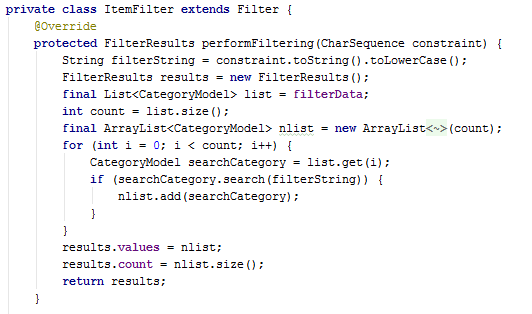 private class ItemFilter extends Filter {
@Override
protected FilterResults performFiltering(CharSequence constraint) {
String filterString = constraint.toString().toLowerCase();
FilterResults results = new FilterResults();
final List<CategoryModel> list = filterData;
int count = list.size();
final ArrayList<CategoryModel> nlist = new ArrayList<~>(count);
for (int i = 0; i < count; i++) {
CategoryModel searchCategory = list.get(i);
if (searchCategory.search(filterString)) {
nlist.add(searchCategory);
}
}
results.values = nlist;
results.count = nlist.size();
return results;
}